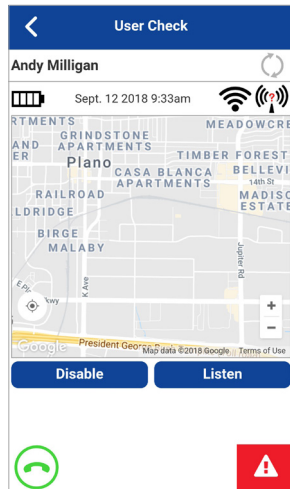 User Check
Andy Milligan
Sept. 12 2018 9:33am
?
RTMENTS
MEADOWCRE
GRINDSTONE
AND APARTMENTS
ER
TIMBER FOREST
Plano
CASA BLANCA BELLEVI
APARTMENTS
14th St
RAILROAD
MADISO
ESTATE
LDRIDGE
BIRGE
MALABY
Jupiter Rd
K Ave
kwy
+
−
Google
President George
Map data ©2018 Google Terms of Use
Disable
Listen